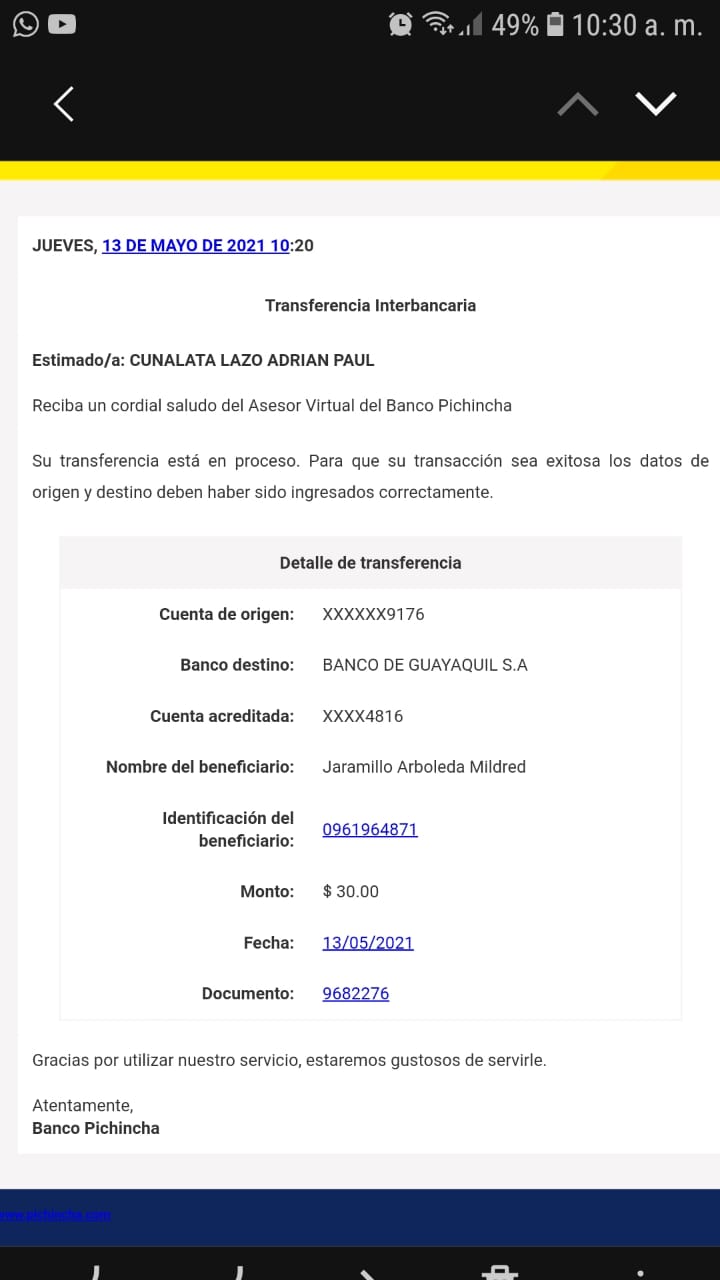 49% 10:30 a. m.
JUEVES, 13 DE MAYO DE 2021 10:20
Transferencia Interbancaria
Estimado/a: CUNALATA LAZO ADRIAN PAUL
Reciba un cordial saludo del Asesor Virtual del Banco Pichincha
Su transferencia está en proceso. Para que su transacción sea exitosa los datos de
origen y destino deben haber sido ingresados correctamente.
Detalle de transferencia
Cuenta de origen: XXXXXX9176
Banco destino: BANCO DE GUAYAQUIL S.A
Cuenta acreditada: XXXX4816
Nombre del beneficiario: Jaramillo Arboleda Mildred
Identificación del
beneficiario: 0961964871
Monto: $ 30.00
Fecha: 13/05/2021
Documento: 9682276
Gracias por utilizar nuestro servicio, estaremos gustosos de servirle.
Atentamente,
Banco Pichincha
www.pichincha.com